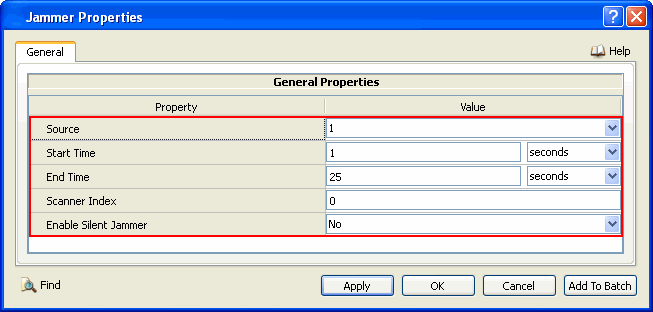 Jammer Properties
General
Help
General Properties
Property Value
Source 1
Start Time 1 seconds
End Time 25 seconds
Scanner Index 0
Enable Silent Jammer No
Find Apply OK Cancel Add To Batch